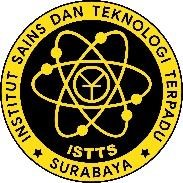 INSTITUT SAINS DAN TEKNOLOGI TERPADU
ISTTS
★ SURABAYA ★